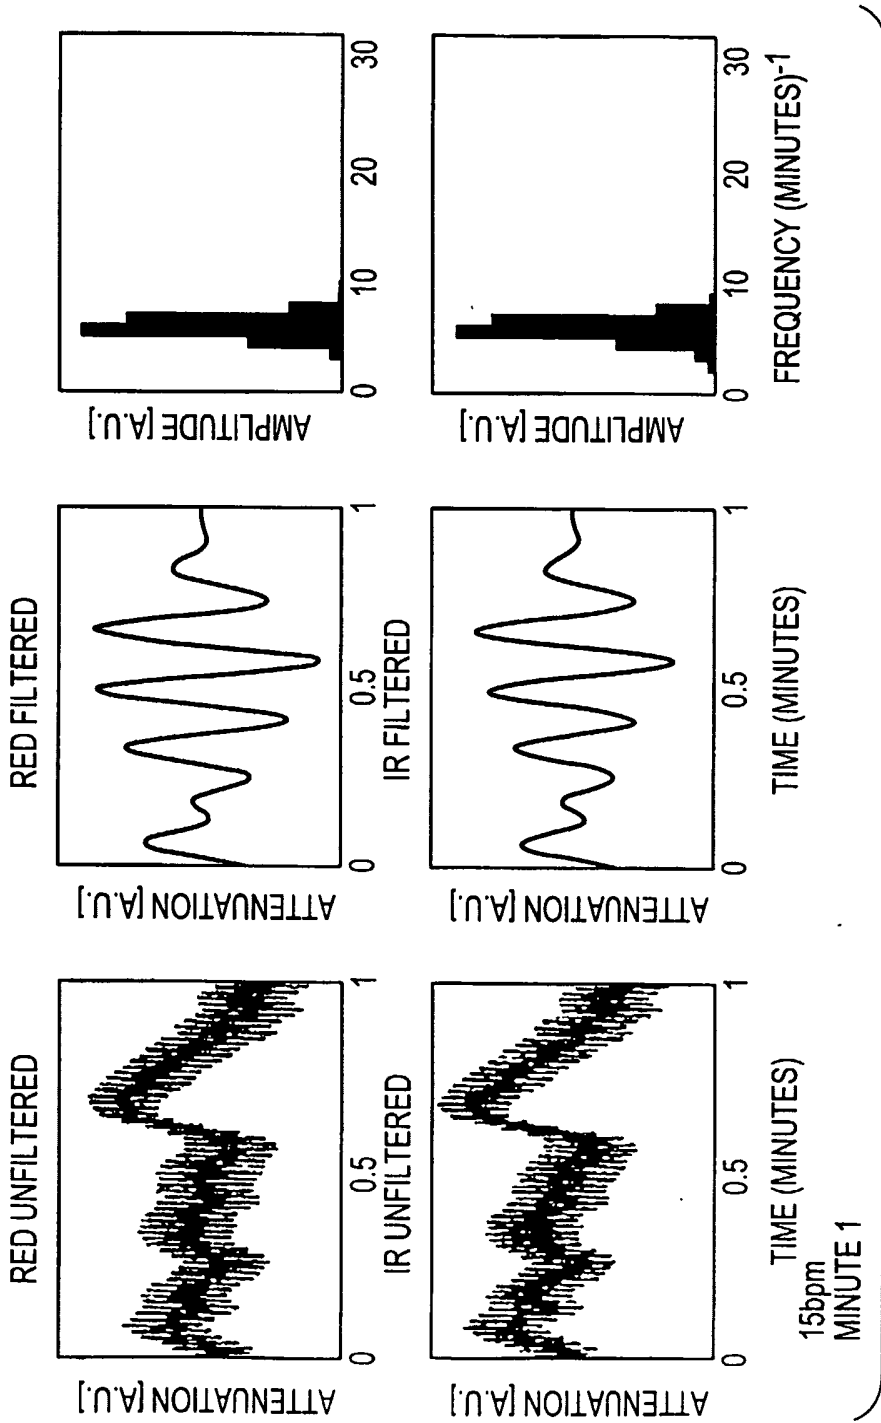 RED UNFILTERED
ATTENUATION [A.U.]
0 0.5 1
RED FILTERED
ATTENUATION [A.U.]
0 0.5 1
AMPLITUDE [A.U.]
0 10 20 30
IR UNFILTERED
ATTENUATION [A.U.]
0 0.5 1
TIME (MINUTES)
IR FILTERED
ATTENUATION [A.U.]
0 0.5 1
TIME (MINUTES)
AMPLITUDE [A.U.]
0 10 20 30
FREQUENCY (MINUTES)-1
15bpm
MINUTE 1